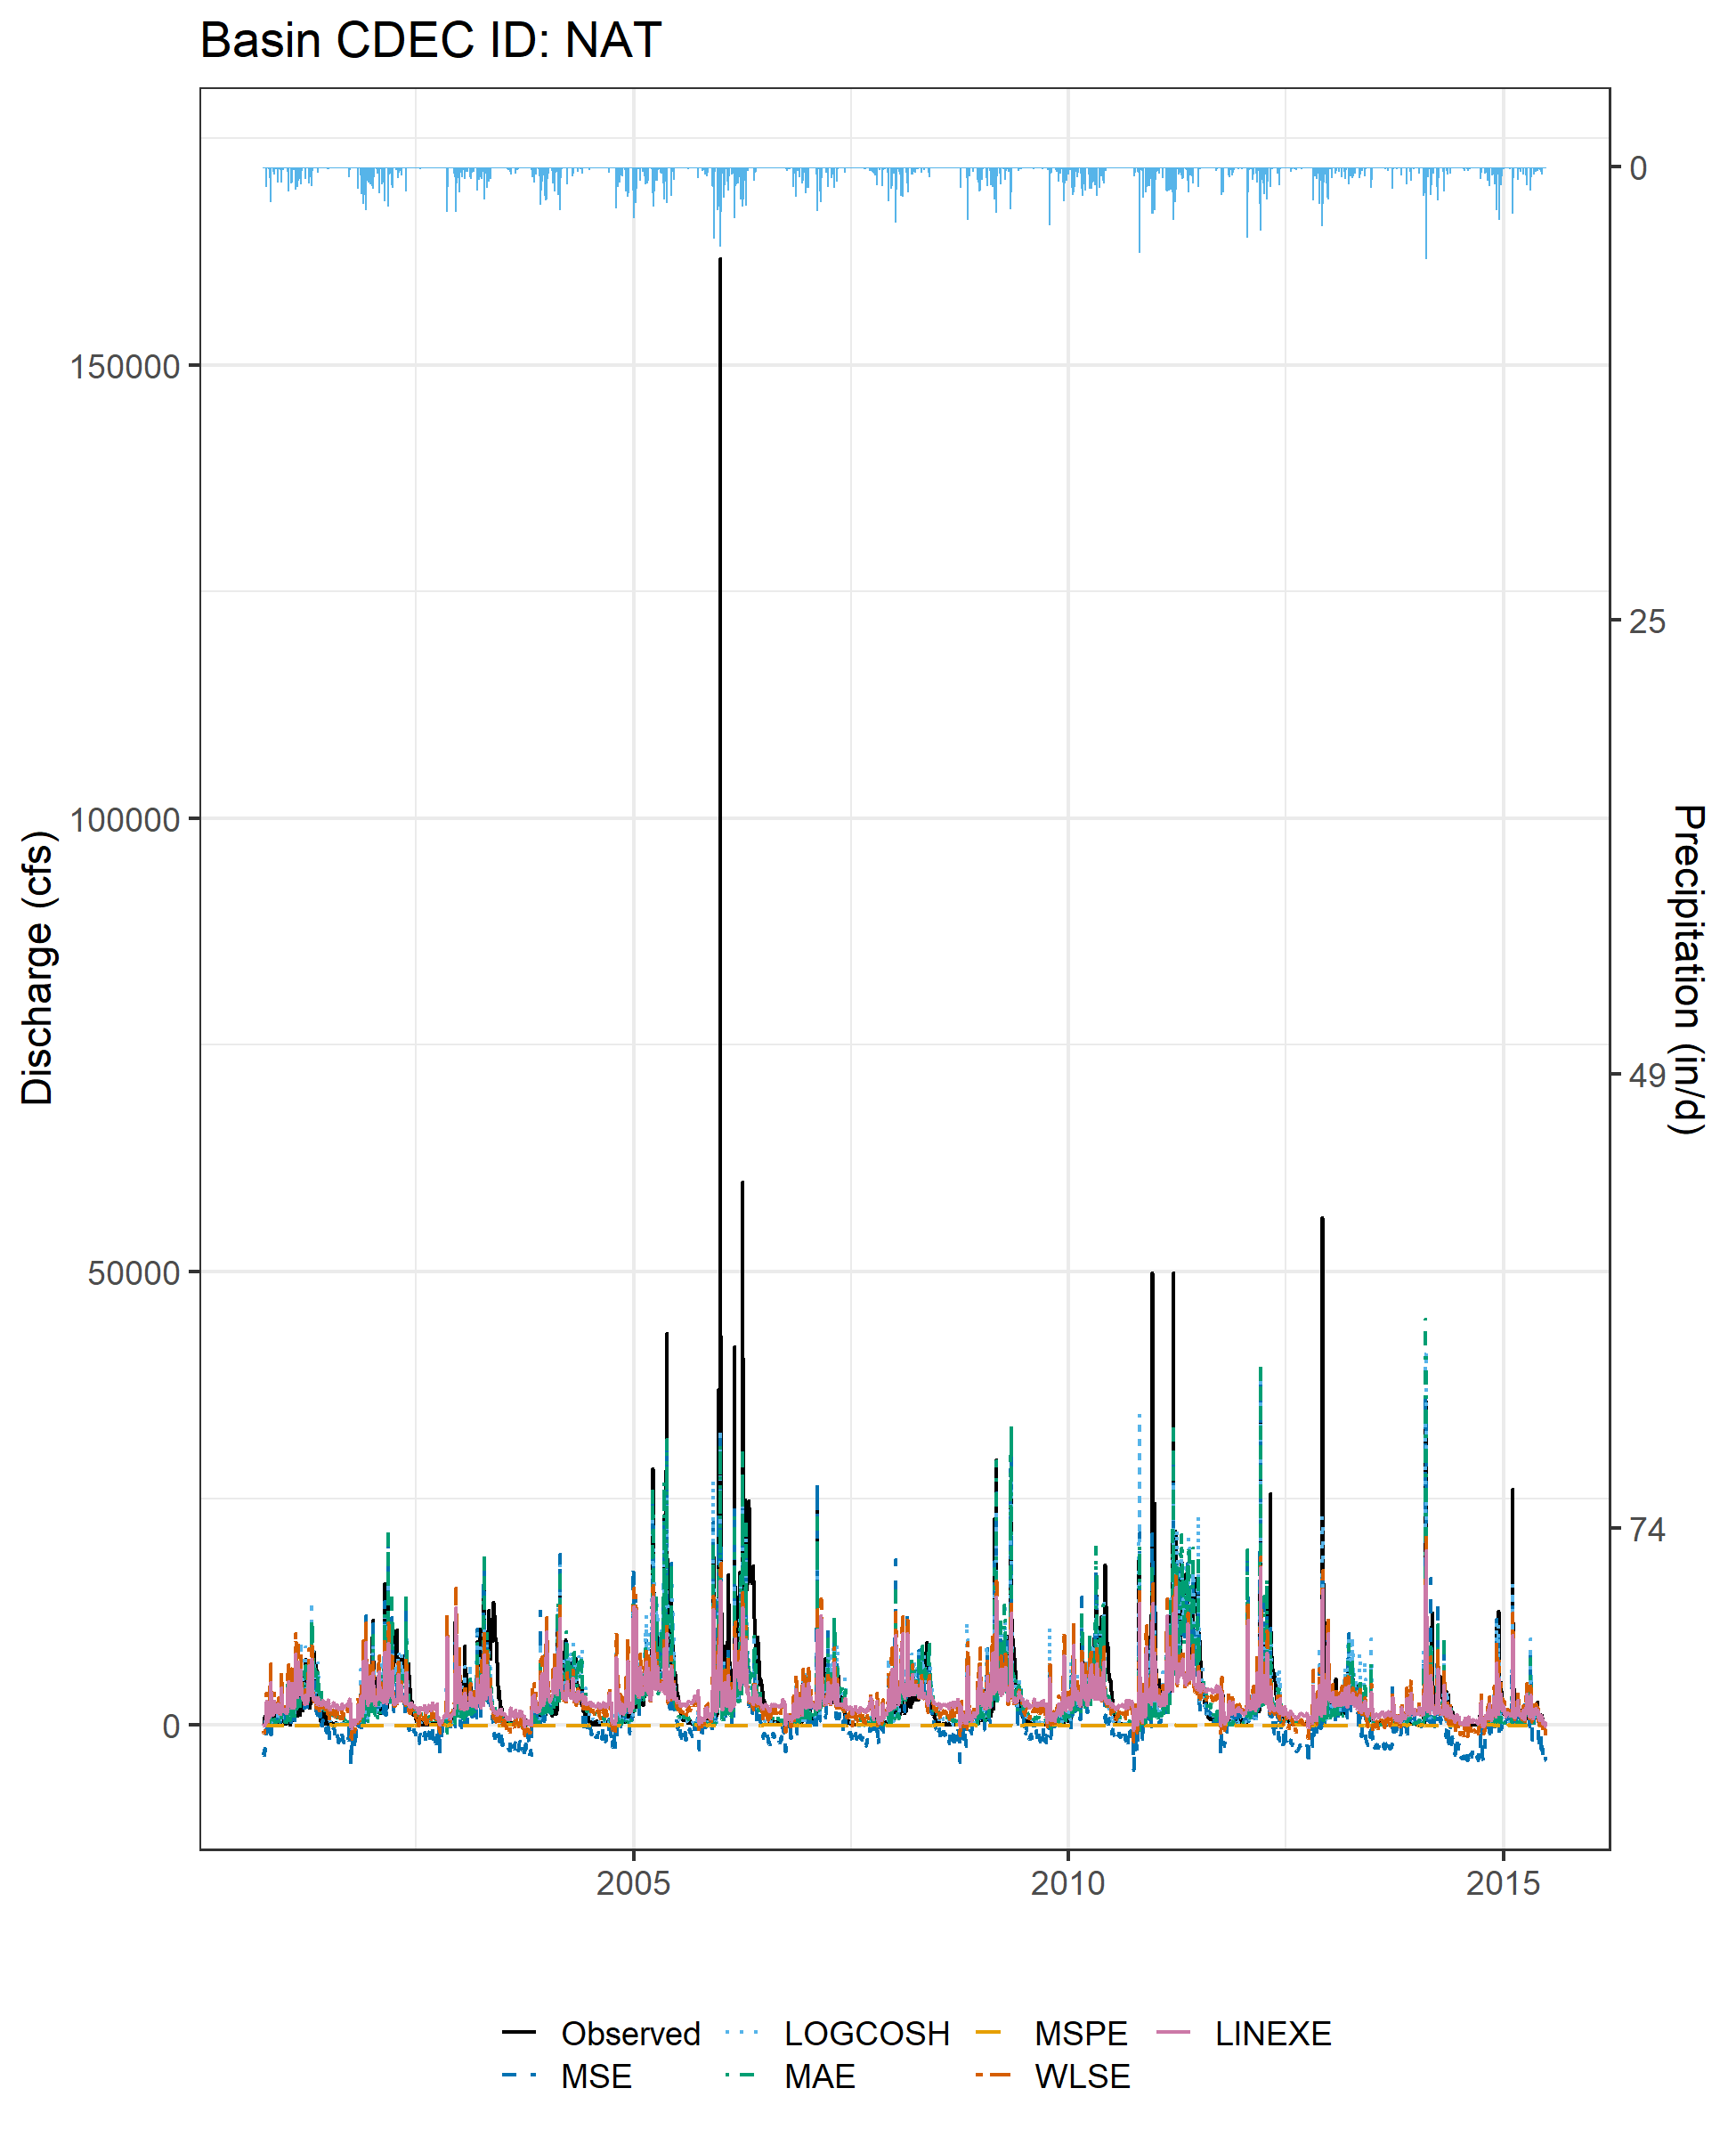 Basin CDEC ID: NAT
0
150000
25
100000
Discharge (cfs)
Precipitation (in/d)
49
50000
74
0
2005
2010
2015
Observed
LOGCOSH
MSPE
LINEXE
MSE
MAE
WLSE